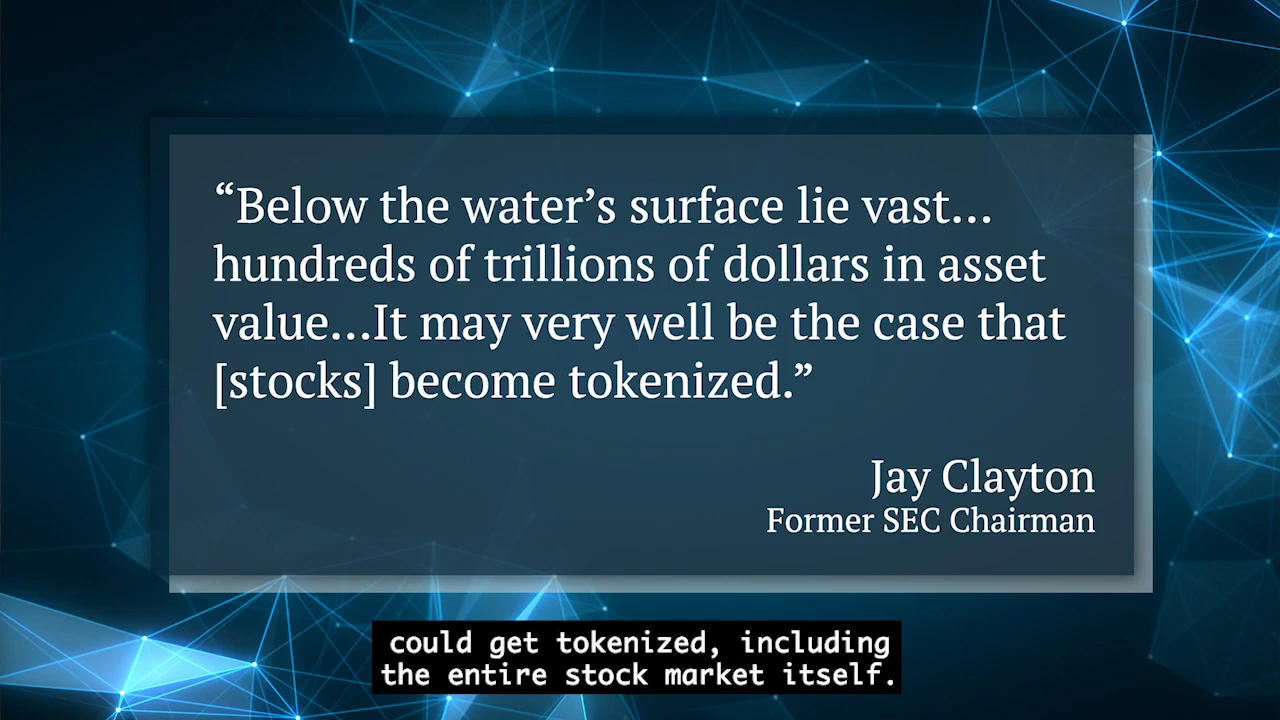 “Below the water’s surface lie vast...
hundreds of trillions of dollars in asset
value...It may very well be the case that
[stocks] become tokenized.”
Jay Clayton
Former SEC Chairman
could get tokenized, including
the entire stock market itself.